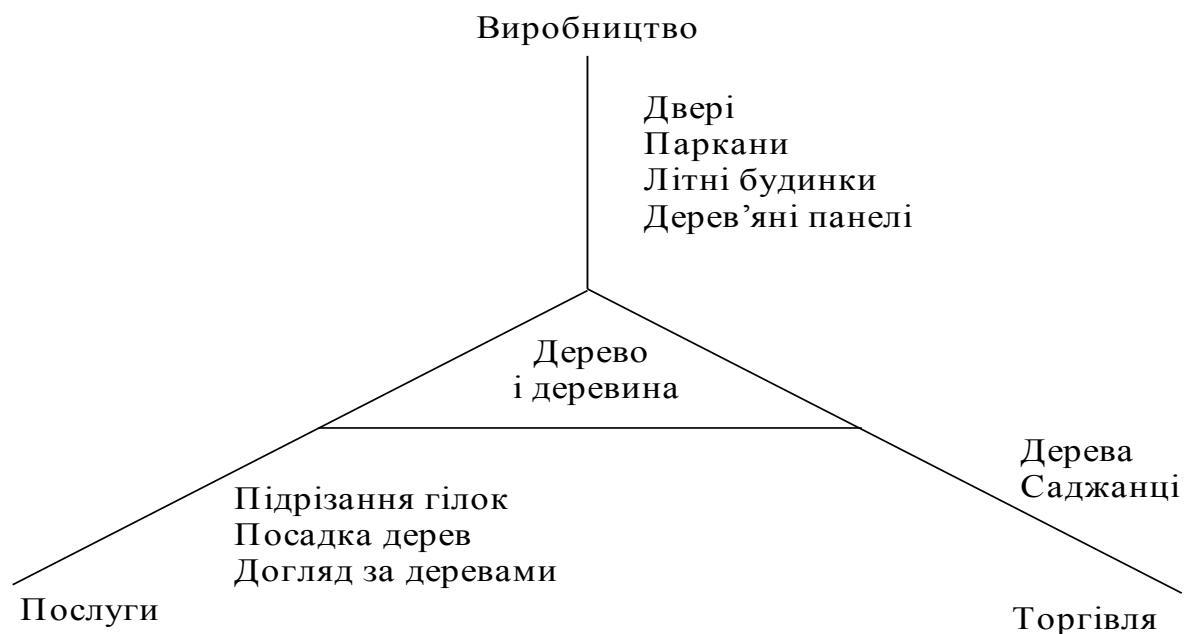 Виробництво
Двері
Паркани
Літні будинки
Дерев’яні панелі
Дерево
і деревина
Дерева
Саджанці
Підрізання гілок
Посадка дерев
Догляд за деревами
Послуги
Торгівля